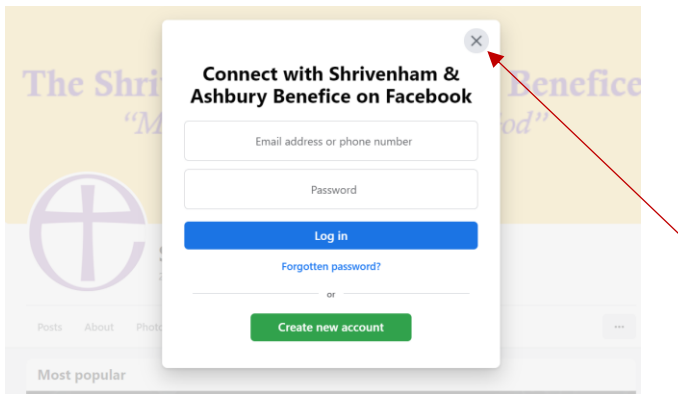 The Shri Benefice
"M od"
Connect with Shrivenham &
Ashbury Benefice on Facebook
Email address or phone number
Password
Log in
Forgotten password?
or
Create new account
Posts About Photo
...
Most popular